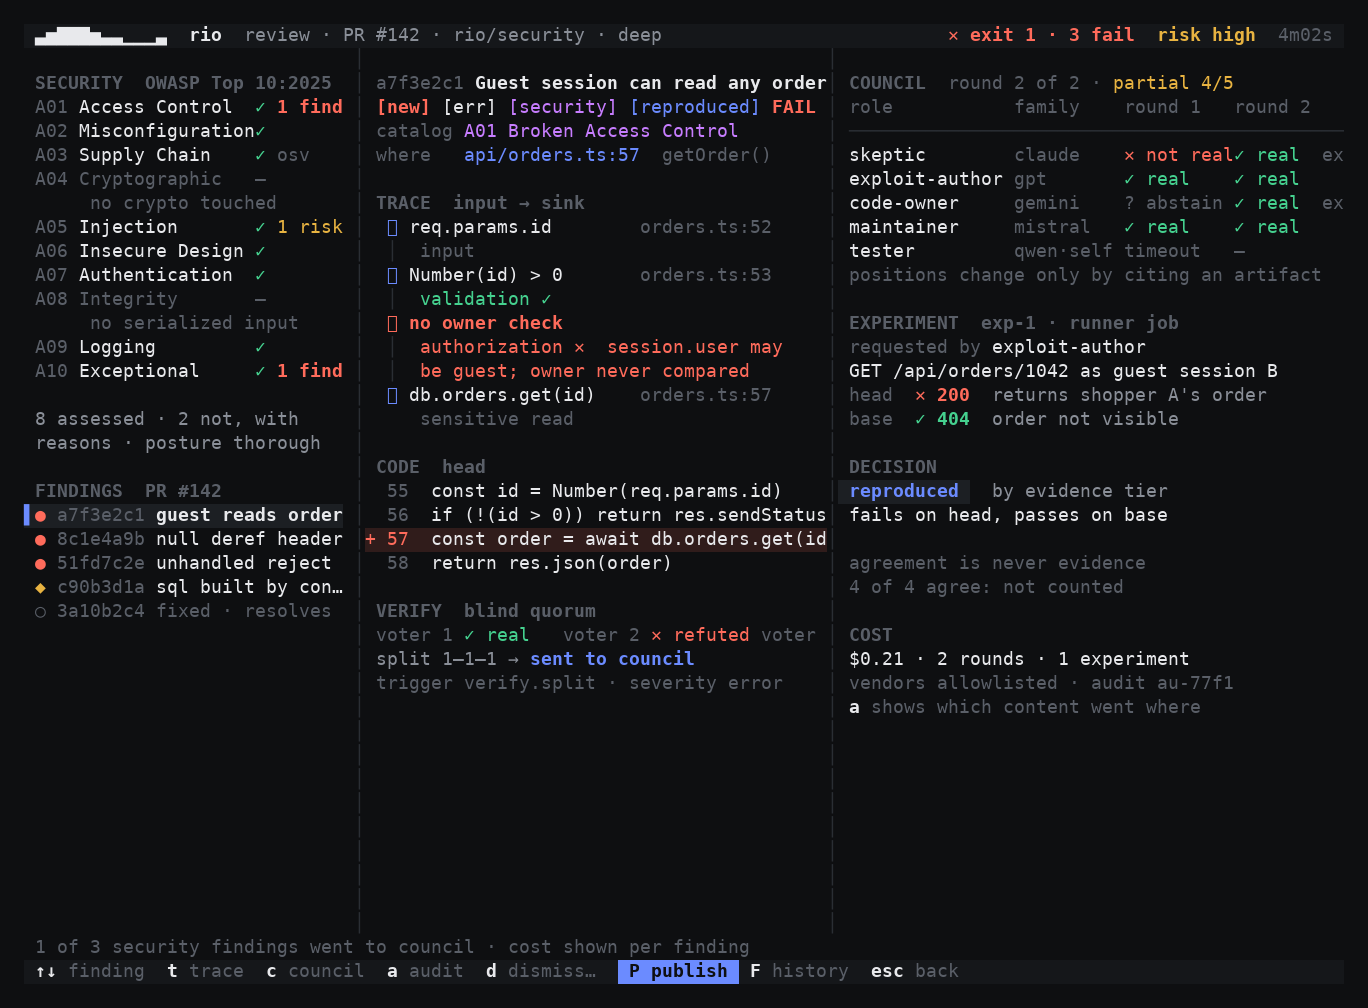 rio review · PR #142 · rio/security · deep × exit 1 · 3 fail risk high 4m02s
SECURITY OWASP Top 10:2025
A01 Access Control ✓ 1 find
A02 Misconfiguration✓
A03 Supply Chain ✓ osv
A04 Cryptographic —
no crypto touched
A05 Injection ✓ 1 risk
A06 Insecure Design ✓
A07 Authentication ✓
A08 Integrity —
no serialized input
A09 Logging ✓
A10 Exceptional ✓ 1 find
8 assessed · 2 not, with
reasons · posture thorough
FINDINGS PR #142
● a7f3e2c1 guest reads order
● 8c1e4a9b null deref header
● 51fd7c2e unhandled reject
◆ c90b3d1a sql built by con…
○ 3a10b2c4 fixed · resolves
a7f3e2c1 Guest session can read any order
[new] [err] [security] [reproduced] FAIL
catalog A01 Broken Access Control
where api/orders.ts:57 getOrder()
TRACE input → sink
req.params.id orders.ts:52
input
Number(id) > 0 orders.ts:53
validation ✓
no owner check
authorization × session.user may
be guest; owner never compared
db.orders.get(id) orders.ts:57
sensitive read
CODE head
55 const id = Number(req.params.id)
56 if (!(id > 0)) return res.sendStatus
+ 57 const order = await db.orders.get(id
58 return res.json(order)
VERIFY blind quorum
voter 1 ✓ real voter 2 × refuted voter
split 1—1—1 → sent to council
trigger verify.split · severity error
COUNCIL round 2 of 2 · partial 4/5
role family round 1 round 2
skeptic claude × not real✓ real ex
exploit-author gpt ✓ real ✓ real
code-owner gemini ? abstain ✓ real ex
maintainer mistral ✓ real ✓ real
tester qwen·self timeout —
positions change only by citing an artifact
EXPERIMENT exp-1 · runner job
requested by exploit-author
GET /api/orders/1042 as guest session B
head × 200 returns shopper A's order
base ✓ 404 order not visible
DECISION
reproduced by evidence tier
fails on head, passes on base
agreement is never evidence
4 of 4 agree: not counted
COST
$0.21 · 2 rounds · 1 experiment
vendors allowlisted · audit au-77f1
a shows which content went where
1 of 3 security findings went to council · cost shown per finding
↑↓ finding t trace c council a audit d dismiss… P publish F history esc back